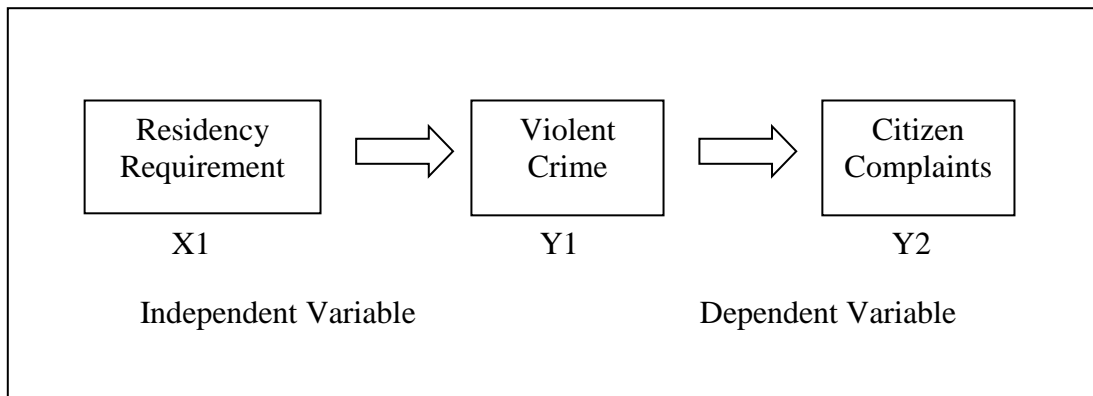 Residency
Requirement
Violent
Crime
Citizen
Complaints
X1
Y1
Y2
Independent Variable
Dependent Variable